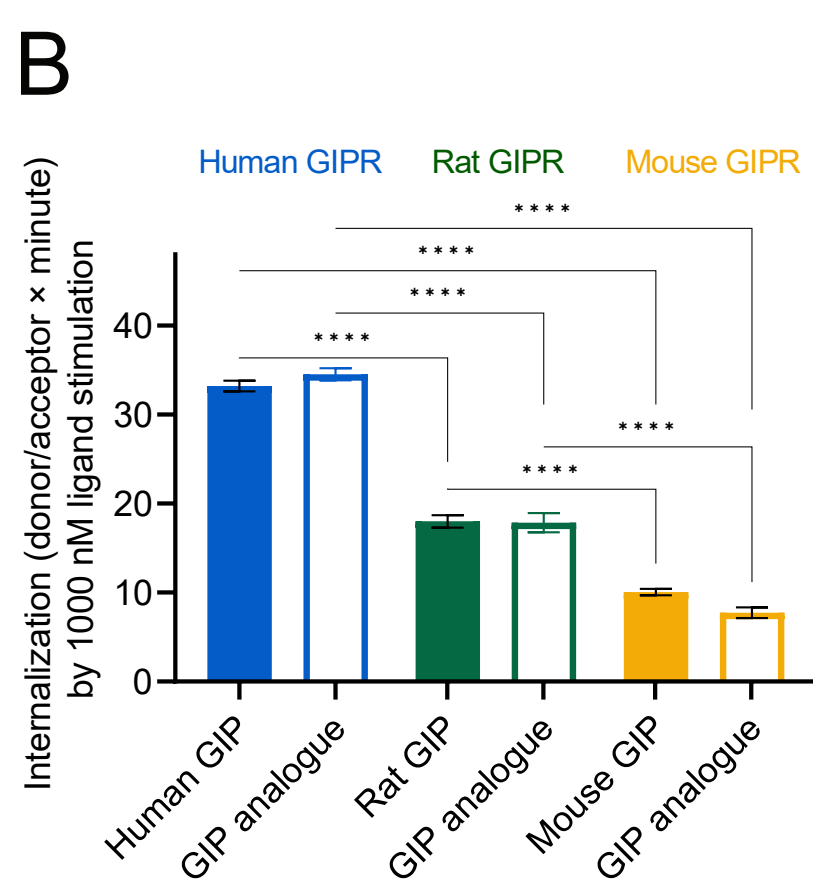 B
Human GIPR Rat GIPR Mouse GIPR
****
****
****
****
****
****
Internalization (donor/acceptor × minute)
by 1000 nM ligand stimulation
40
30
20
10
0
Human GIP
GIP analogue
Rat GIP
GIP analogue
Mouse GIP
GIP analogue